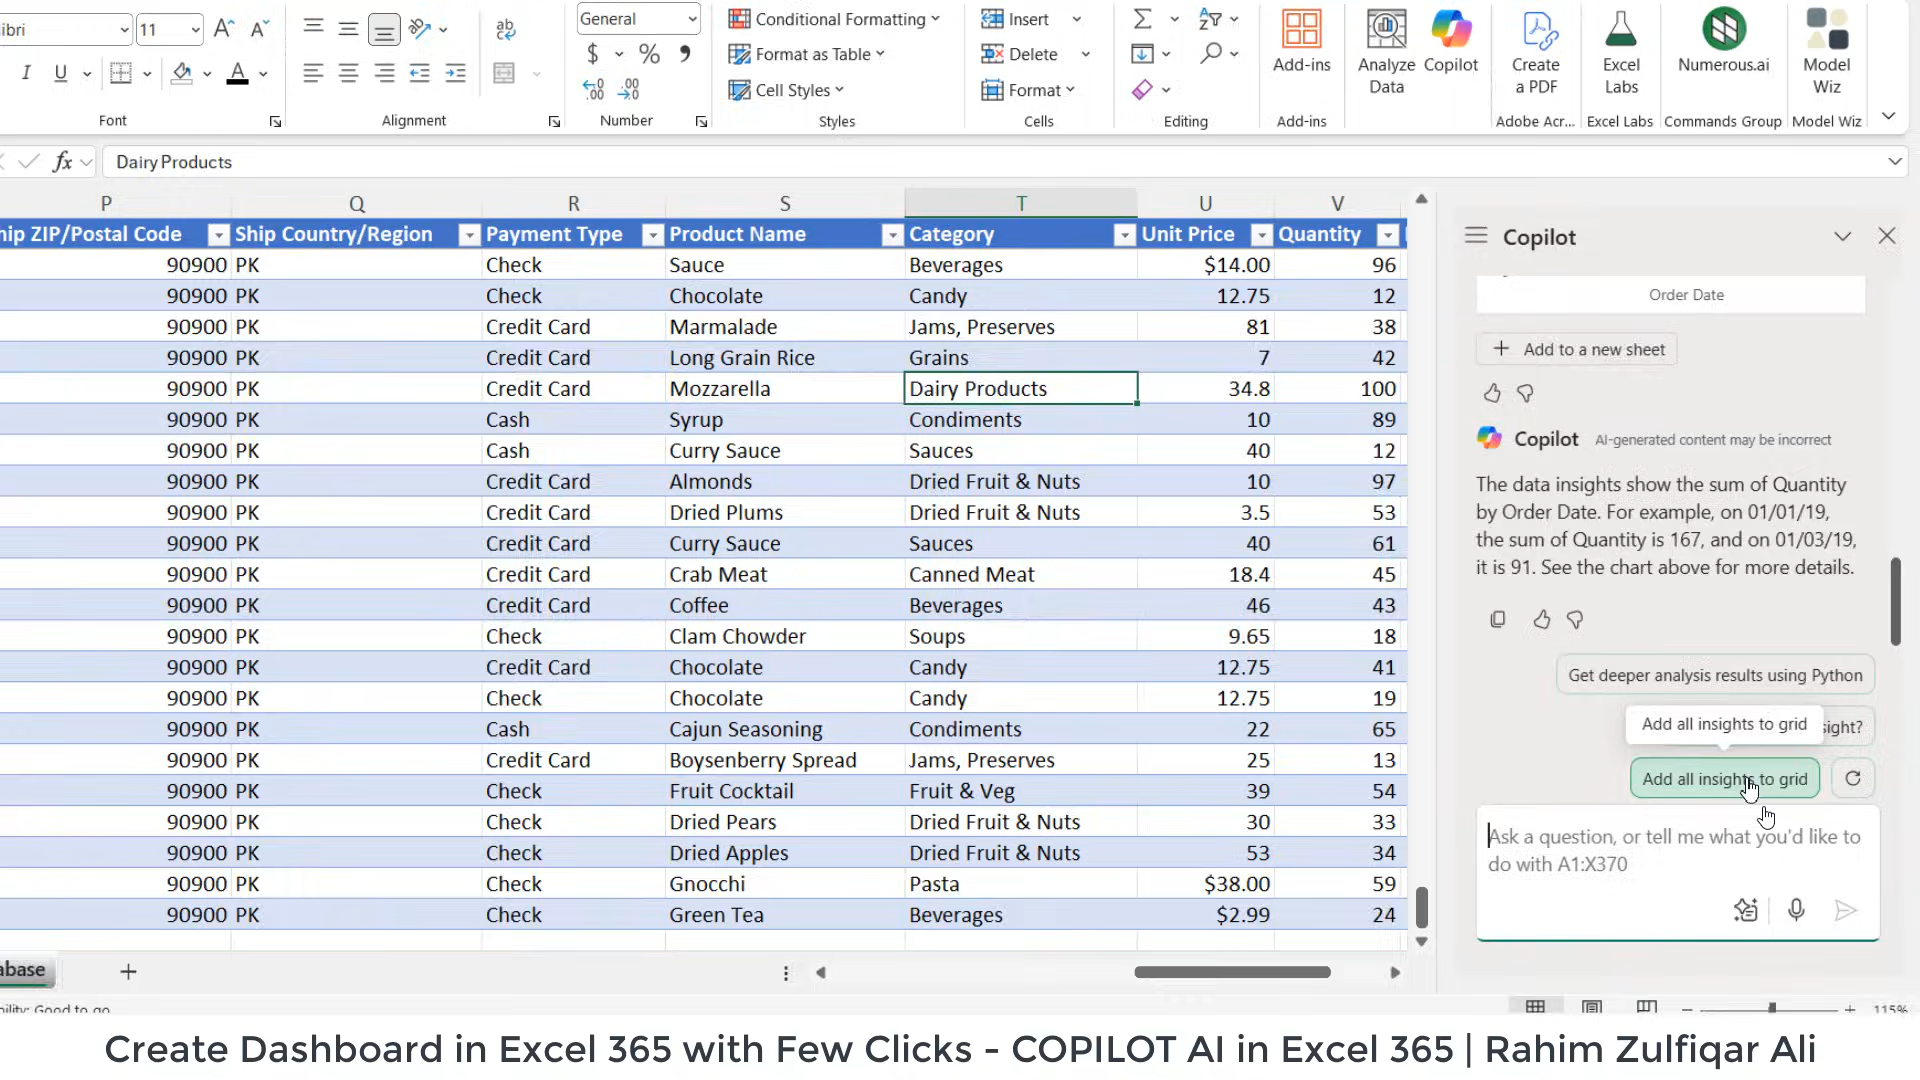 ibri 11
General
$ % ,
Conditional Formatting
Format as Table
Cell Styles
Insert
Delete
Format
Add-ins
Analyze
Data
Copilot
Create
a PDF
Excel
Labs
Numerous.ai
Model
Wiz
Font Alignment Number Styles Cells Editing Add-ins Adobe Acr... Excel Labs Commands Group Model Wiz
fx Dairy Products
P Q R S T U V
hip ZIP/Postal Code Ship Country/Region Payment Type Product Name Category Unit Price Quantity
90900 PK Check Sauce Beverages $14.00 96
90900 PK Check Chocolate Candy 12.75 12
90900 PK Credit Card Marmalade Jams, Preserves 81 38
90900 PK Credit Card Long Grain Rice Grains 7 42
90900 PK Credit Card Mozzarella Dairy Products 34.8 100
90900 PK Cash Syrup Condiments 10 89
90900 PK Cash Curry Sauce Sauces 40 12
90900 PK Credit Card Almonds Dried Fruit & Nuts 10 97
90900 PK Credit Card Dried Plums Dried Fruit & Nuts 3.5 53
90900 PK Credit Card Curry Sauce Sauces 40 61
90900 PK Credit Card Crab Meat Canned Meat 18.4 45
90900 PK Credit Card Coffee Beverages 46 43
90900 PK Check Clam Chowder Soups 9.65 18
90900 PK Credit Card Chocolate Candy 12.75 41
90900 PK Check Chocolate Candy 12.75 19
90900 PK Cash Cajun Seasoning Condiments 22 65
90900 PK Credit Card Boysenberry Spread Jams, Preserves 25 13
90900 PK Check Fruit Cocktail Fruit & Veg 39 54
90900 PK Check Dried Pears Dried Fruit & Nuts 30 33
90900 PK Check Dried Apples Dried Fruit & Nuts 53 34
90900 PK Check Gnocchi Pasta $38.00 59
90900 PK Check Green Tea Beverages $2.99 24
Copilot
Order Date
+ Add to a new sheet
Copilot AI-generated content may be incorrect
The data insights show the sum of Quantity
by Order Date. For example, on 01/01/19,
the sum of Quantity is 167, and on 01/03/19,
it is 91. See the chart above for more details.
Get deeper analysis results using Python
Add all insights to grid
sight?
Add all insights to grid
Ask a question, or tell me what you'd like to
do with A1:X370
abase
bility: Good to go
115%
Create Dashboard in Excel 365 with Few Clicks - COPILOT AI in Excel 365 | Rahim Zulfiqar Ali